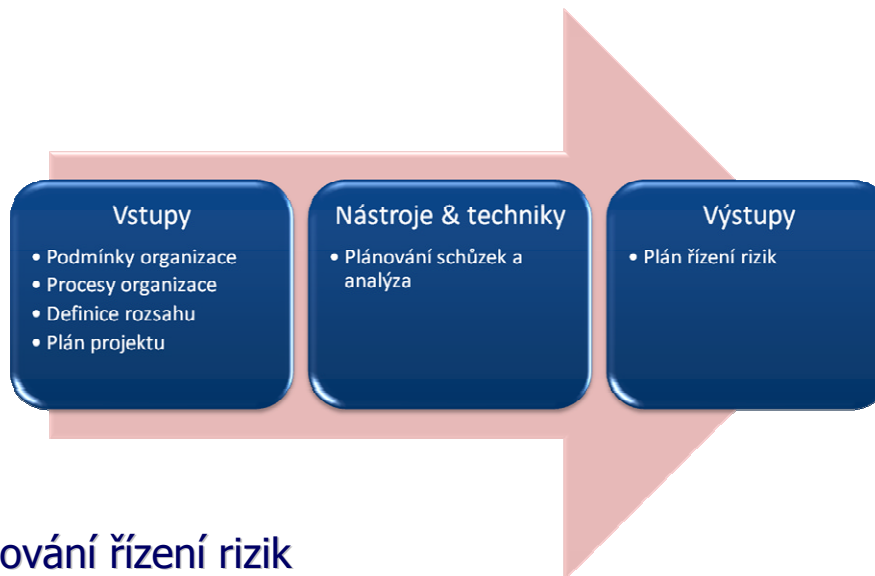 Vstupy
• Podmínky organizace
• Procesy organizace
• Definice rozsahu
• Plán projektu
Nástroje & techniky
• Plánování schůzek a
analýza
Výstupy
• Plán řízení rizik
ování řízení rizik